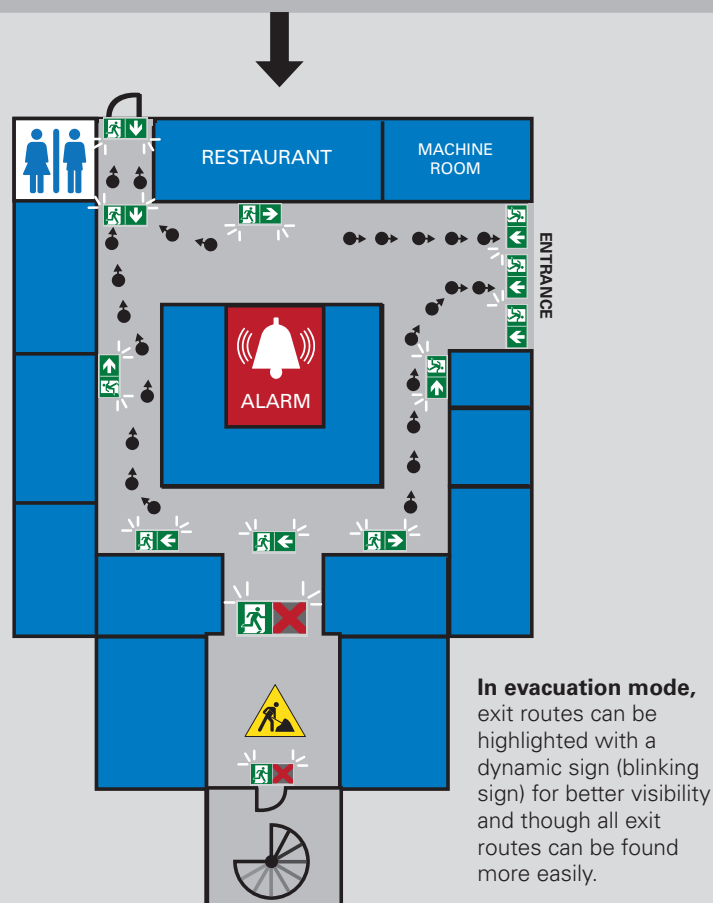 RESTAURANT
MACHINE
ROOM
ENTRANCE
ALARM
In evacuation mode,
exit routes can be
highlighted with a
dynamic sign (blinking
sign) for better visibility
and though all exit
routes can be found
more easily.